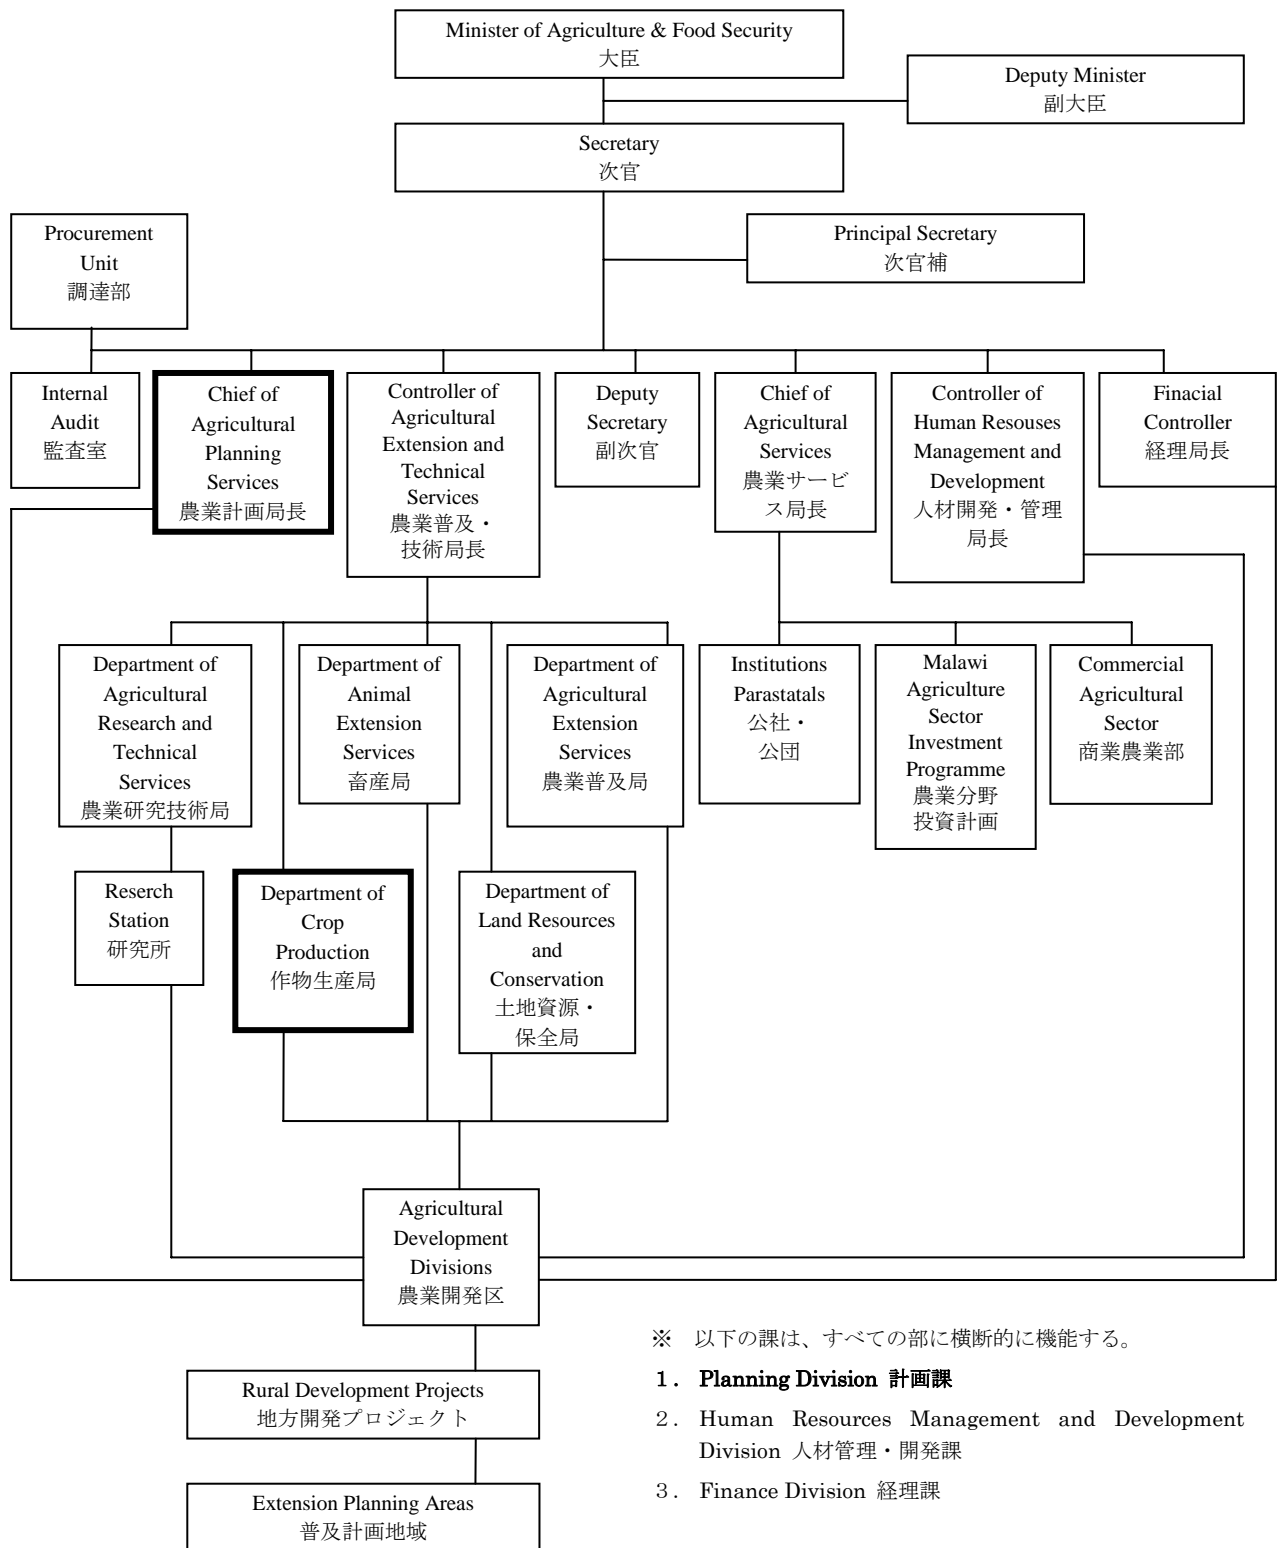 Minister of Agriculture & Food Security
大臣
Deputy Minister
副大臣
Secretary
次官
Procurement
Unit
調達部
Principal Secretary
次官補
Internal
Audit
監査室
Chief of
Agricultural
Planning
Services
農業計画局長
Controller of
Agricultural
Extension and
Technical
Services
農業普及・
技術局長
Deputy
Secretary
副次官
Chief of
Agricultural
Services
農業サービ
ス局長
Controller of
Human Resouses
Management and
Development
人材開発・管理
局長
Finacial
Controller
経理局長
Department of
Agricultural
Research and
Technical
Services
農業研究技術局
Department of
Animal
Extension
Services
畜産局
Department of
Agricultural
Extension
Services
農業普及局
Institutions
Parastatals
公社・
公団
Malawi
Agriculture
Sector
Investment
Programme
農業分野
投資計画
Commercial
Agricultural
Sector
商業農業部
Reserch
Station
研究所
Department of
Crop
Production
作物生産局
Department of
Land Resources
and
Conservation
土地資源・
保全局
Agricultural
Development
Divisions
農業開発区
Rural Development Projects
地方開発プロジェクト
Extension Planning Areas
普及計画地域
※　以下の課は、すべての部に横断的に機能する。
１． Planning Division 計画課
２． Human Resources Management and Development
Division 人材管理・開発課
３． Finance Division 経理課